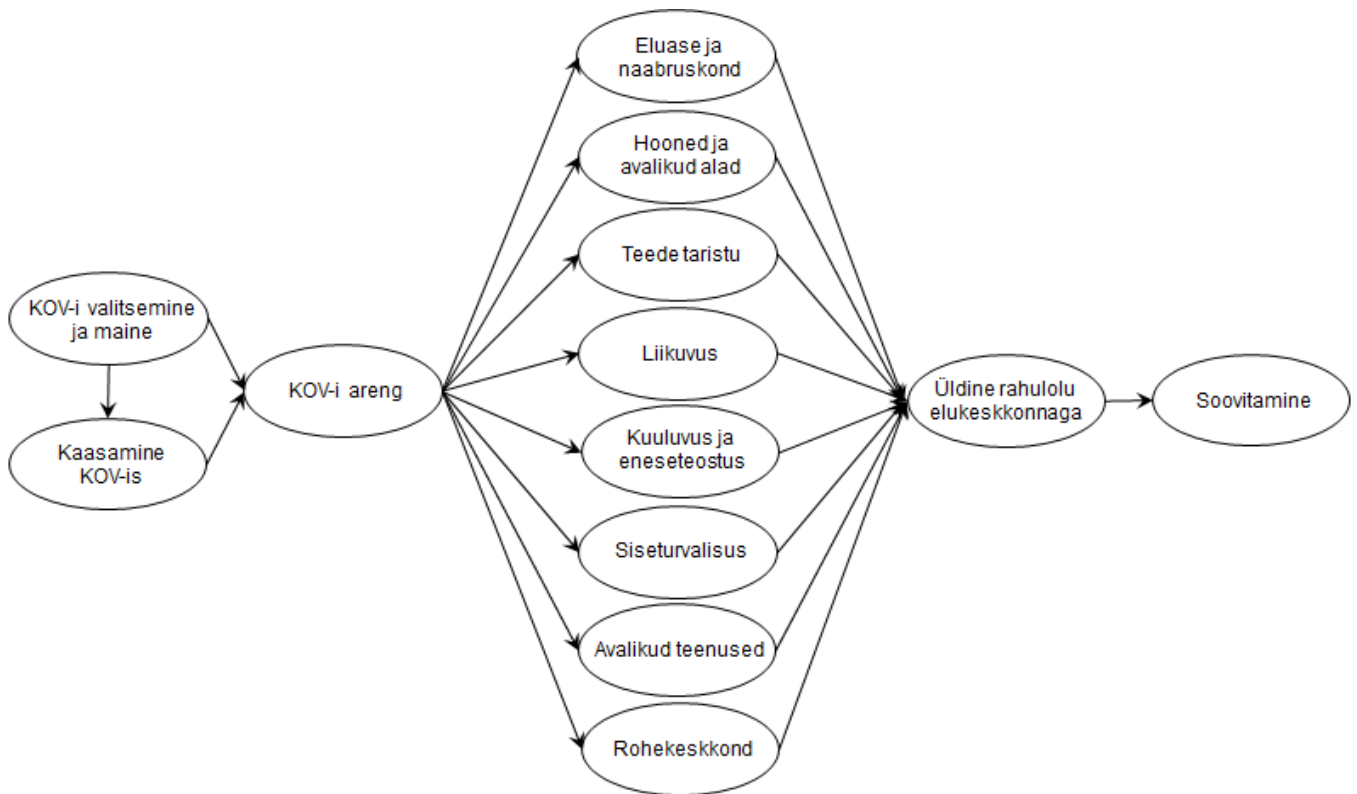 KOV-i valitsemine
ja maine
Kaasamine
KOV-is
KOV-i areng
Eluase ja
naabruskond
Hooned ja
avalikud alad
Teede taristu
Liikuvus
Kuuluvus ja
eneseteostus
Siseturvalisus
Avalikud teenused
Rohekeskkond
Üldine rahulolu
elukeskkonnaga
Soovitamine